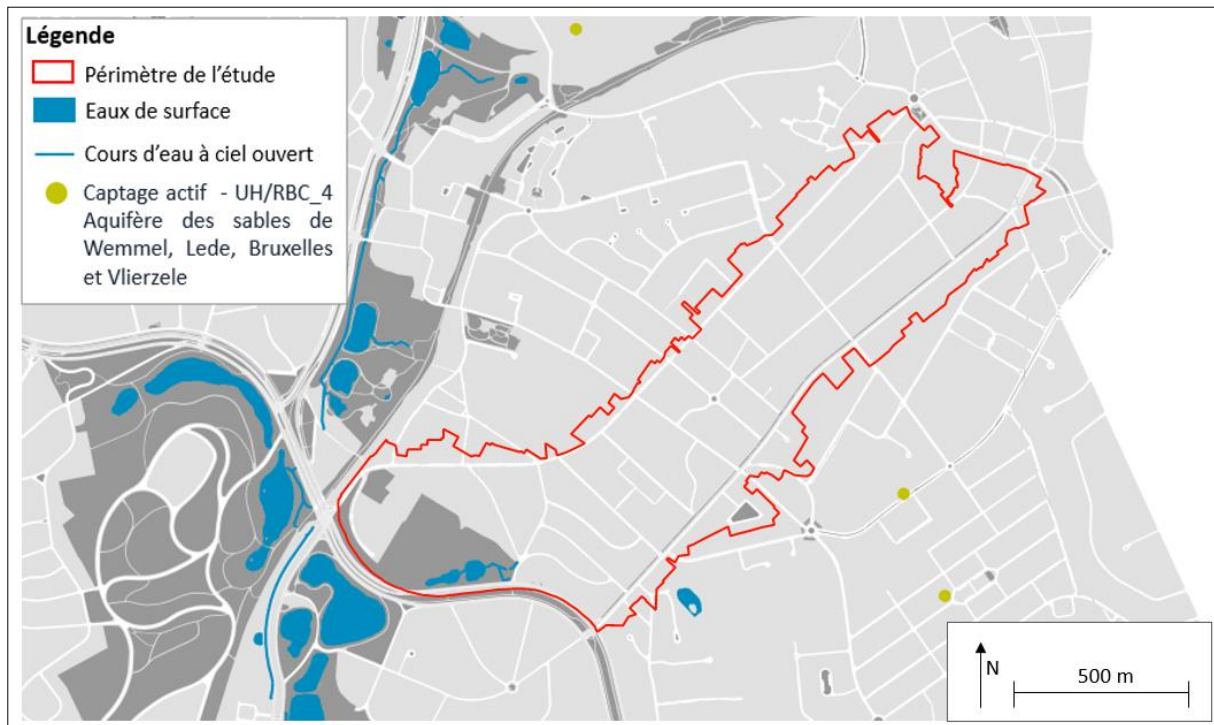 Légende
Périmètre de l’étude
Eaux de surface
Cours d’eau à ciel ouvert
Captage actif - UH/RBC_4
Aquifère des sables de
Wemmel, Lede, Bruxelles
et Vlierzele
N
500 m